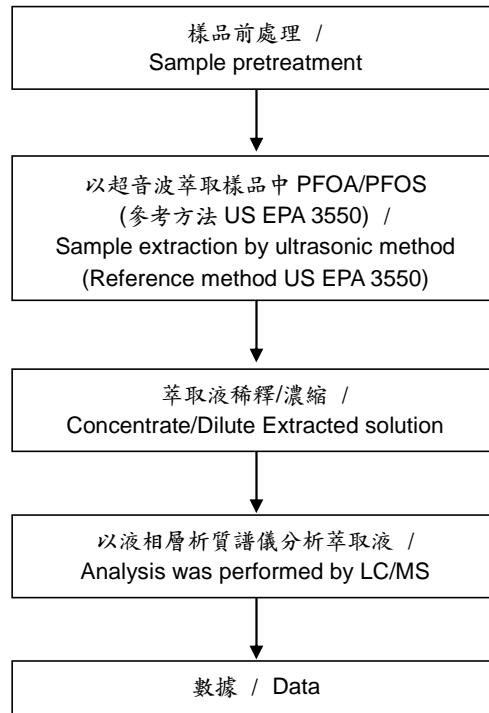 樣品前處理 /
Sample pretreatment
以超音波萃取樣品中 PFOA/PFOS
(參考方法 US EPA 3550) /
Sample extraction by ultrasonic method
(Reference method US EPA 3550)
萃取液稀釋/濃縮 /
Concentrate/Dilute Extracted solution
以液相層析質譜儀分析萃取液 /
Analysis was performed by LC/MS
數據 / Data